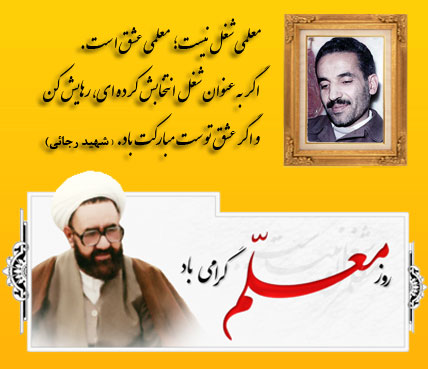 معلمی شغل نیست؛ معلمی عشق است.
اگر به عنوان شغل انتخابش کرده ای، رهایش کن
و اگر عشق توست مبارکت باد. (شهید رجائی)
روز معلّم گرامی باد